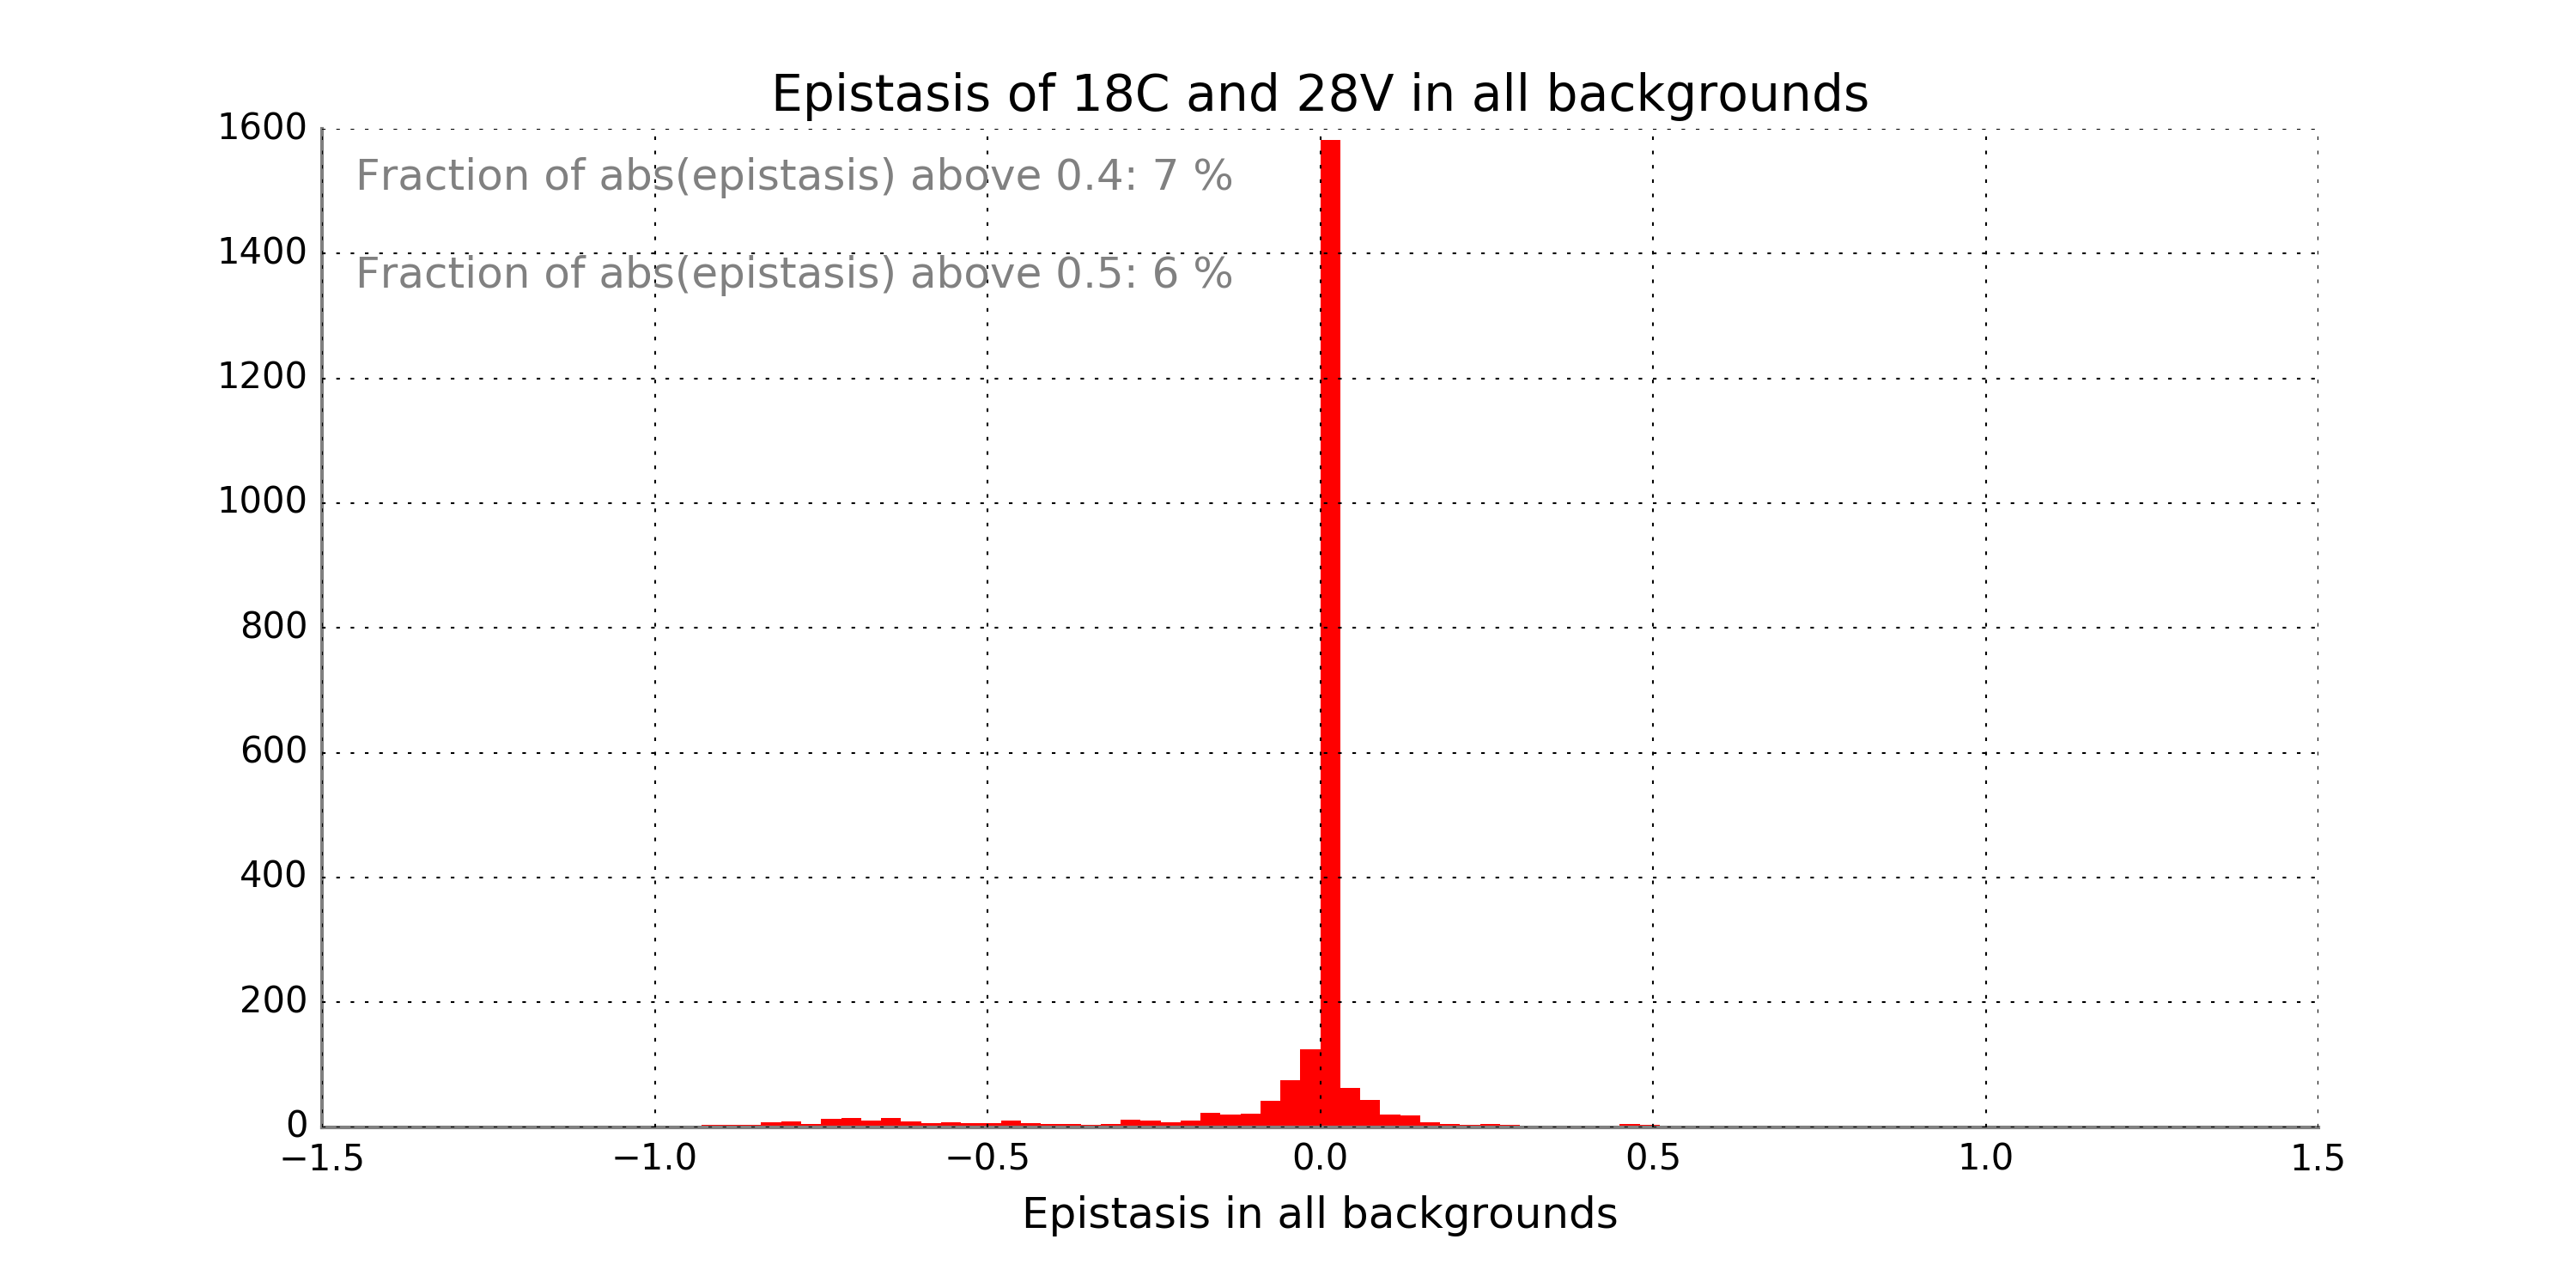 Epistasis of 18C and 28V in all backgrounds
1600
Fraction of abs(epistasis) above 0.4: 7 %
1400
Fraction of abs(epistasis) above 0.5: 6 %
1200
1000
800
600
400
200
0
−1.5 −1.0 −0.5 0.0 0.5 1.0 1.5
Epistasis in all backgrounds